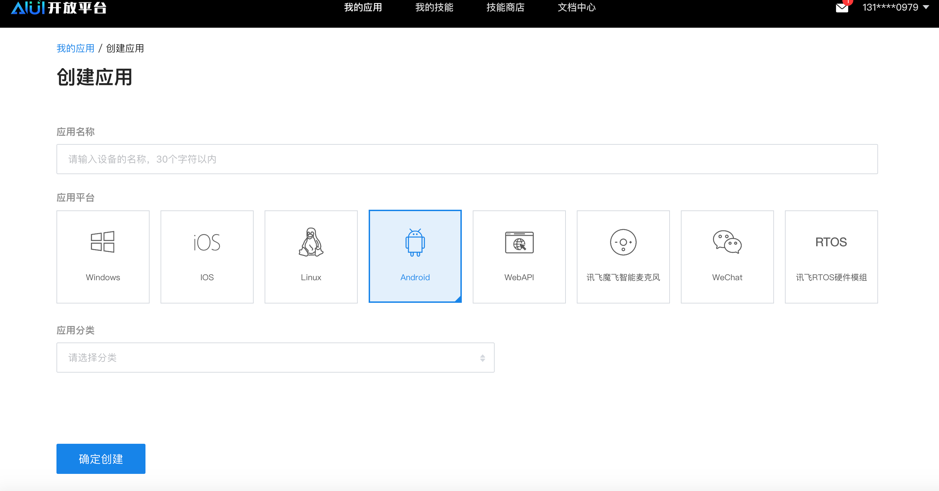 AIUI开放平台 我的应用 我的技能 技能商店 文档中心 1 131****0979
我的应用 / 创建应用
创建应用
应用名称
请输入设备的名称，30个字符以内
应用平台
iOS RTOS
Windows IOS Linux Android WebAPI 讯飞魔飞智能麦克风 WeChat 讯飞RTOS硬件模组
应用分类
请选择分类
确定创建